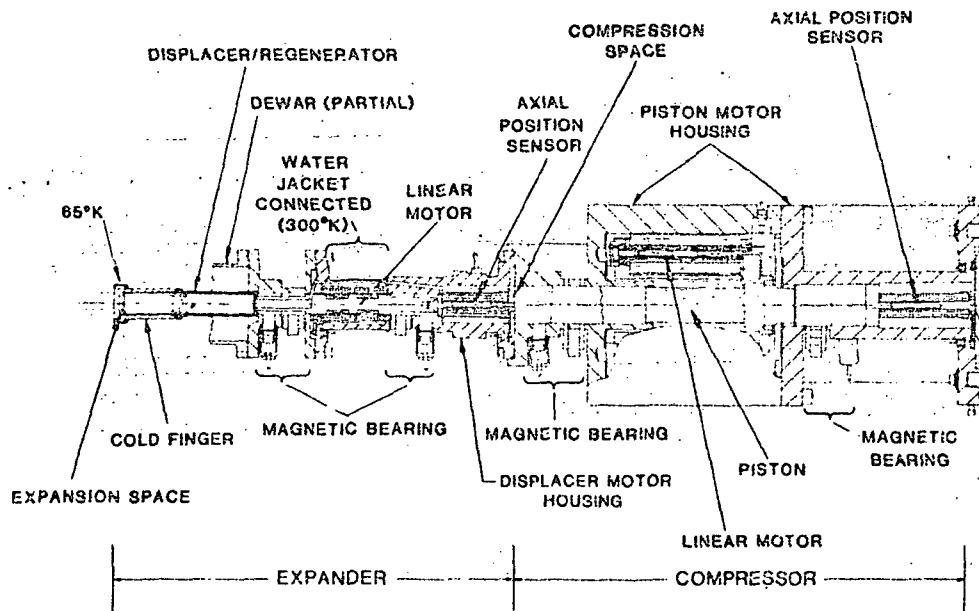 AXIAL POSITION
SENSOR
COMPRESSION
SPACE
DISPLACER/REGENERATOR
DEWAR (PARTIAL)
AXIAL
POSITION
SENSOR
PISTON MOTOR
HOUSING
WATER
JACKET
CONNECTED
(300°K)
LINEAR
MOTOR
65°K
COLD FINGER
MAGNETIC BEARING
MAGNETIC BEARING
MAGNETIC
BEARING
PISTON
DISPLACER MOTOR
HOUSING
EXPANSION SPACE
LINEAR MOTOR
EXPANDER
COMPRESSOR